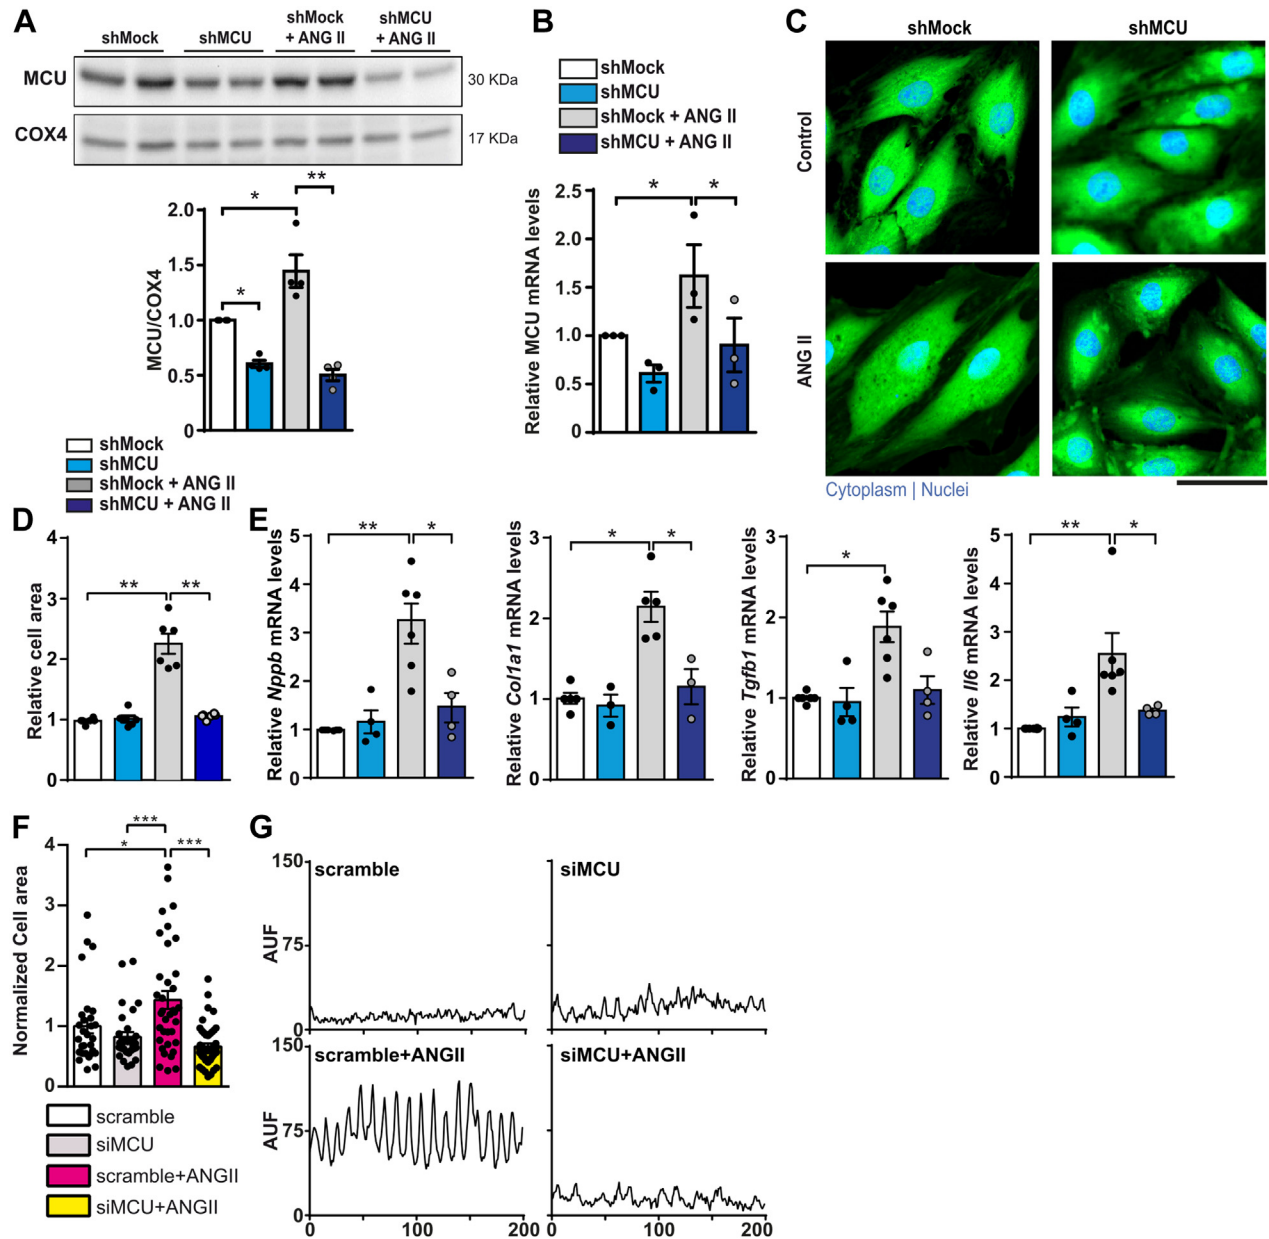 A
shMock
shMCU
shMock
+ ANG II
shMCU
+ ANG II
MCU
30 KDa
COX4
17 KDa
MCU/COX4
2.0
1.5
1.0
0.5
0
*
*
**
shMock
shMCU
shMock + ANG II
shMCU + ANG II
B
shMock
shMCU
shMock + ANG II
shMCU + ANG II
Relative MCU mRNA levels
2.5
2.0
1.5
1.0
0.5
0
*
*
C
shMock
shMCU
Control
ANG II
Cytoplasm | Nuclei
D
Relative cell area
4
3
2
1
0
**
**
E
Relative Nppb mRNA levels
5
4
3
2
1
0
**
*
Relative Col1a1 mRNA levels
3
2
1
0
*
*
Relative Tgfb1 mRNA levels
3
2
1
0
*
Relative Il6 mRNA levels
5
4
3
2
1
0
**
*
F
Normalized Cell area
4
3
2
1
0
***
*
***
scramble
siMCU
scramble+ANGII
siMCU+ANGII
G
150
75
0
AUF
scramble
siMCU
150
75
0
AUF
scramble+ANGII
siMCU+ANGII
0
100
200
0
100
200